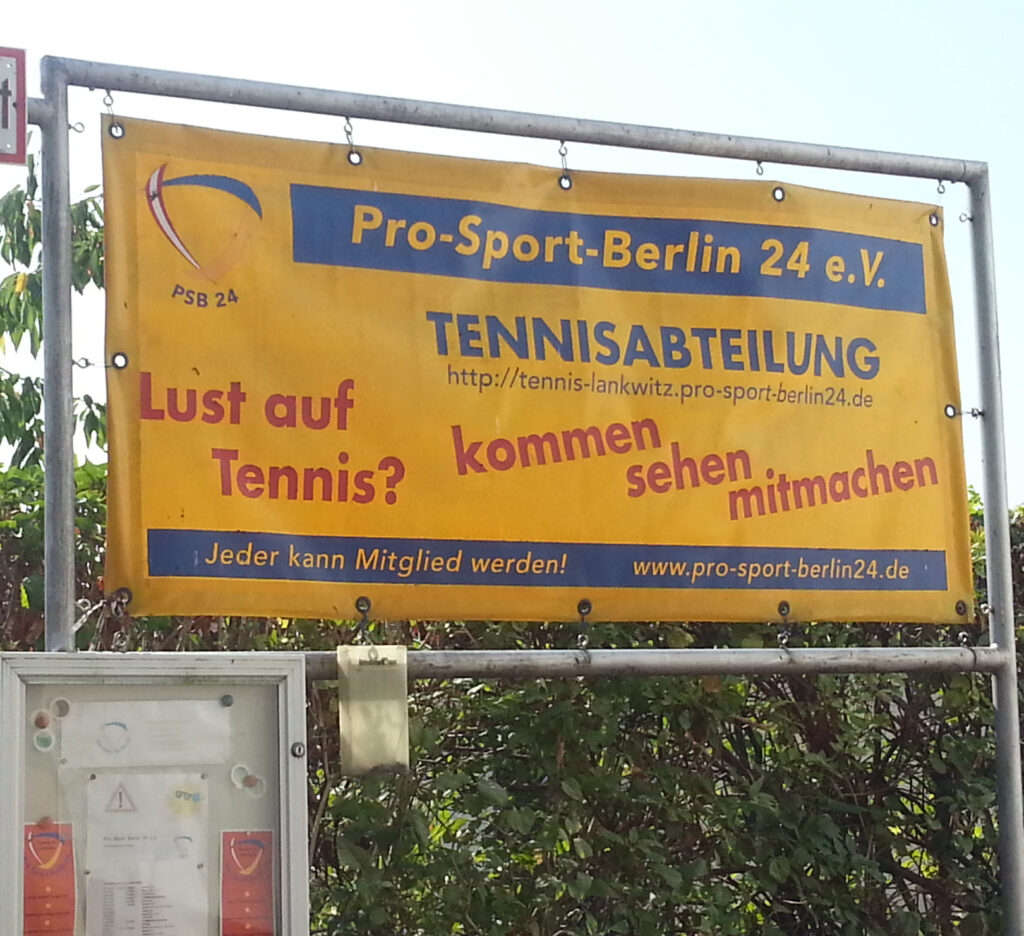 t
Pro-Sport-Berlin 24 e.V.
PSB 24
TENNISABTEILUNG
http://tennis-lankwitz.pro-sport-berlin24.de
Lust auf
Tennis?
kommen
sehen
mitmachen
Jeder kann Mitglied werden!
www.pro-sport-berlin24.de